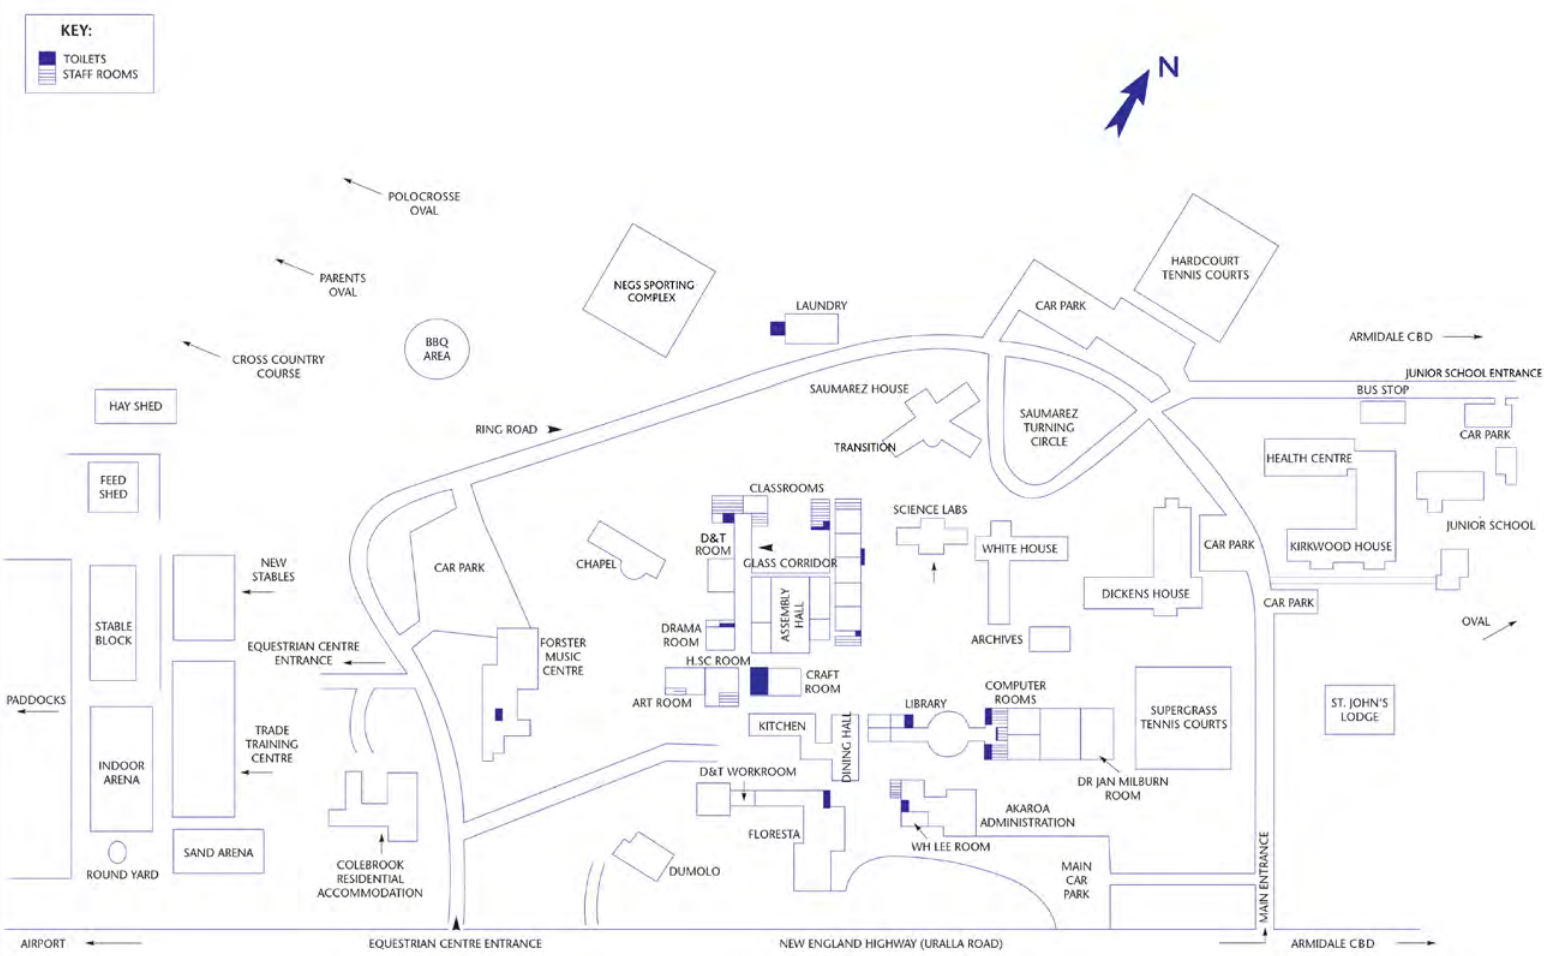 KEY:
TOILETS
STAFF ROOMS
N
POLOCROSSE
OVAL
PARENTS
OVAL
CROSS COUNTRY
COURSE
BBQ
AREA
NEGS SPORTING
COMPLEX
LAUNDRY
CAR PARK
HARDCOURT
TENNIS COURTS
ARMIDALE CBD
JUNIOR SCHOOL ENTRANCE
BUS STOP
CAR PARK
HAY SHED
RING ROAD
SAUMAREZ HOUSE
TRANSITION
SAUMAREZ
TURNING
CIRCLE
HEALTH CENTRE
FEED
SHED
CLASSROOMS
SCIENCE LABS
JUNIOR SCHOOL
D&T
ROOM
GLASS CORRIDOR
WHITE HOUSE
CAR PARK
KIRKWOOD HOUSE
CHAPEL
CAR PARK
NEW
STABLES
DICKENS HOUSE
CAR PARK
STABLE
BLOCK
ASSEMBLY
HALL
DRAMA
ROOM
ARCHIVES
OVAL
EQUESTRIAN CENTRE
ENTRANCE
FORSTER
MUSIC
CENTRE
H.SC ROOM
ART ROOM
CRAFT
ROOM
PADDOCKS
LIBRARY
COMPUTER
ROOMS
SUPERGRASS
TENNIS COURTS
ST. JOHN'S
LODGE
KITCHEN
DINING HALL
TRADE
TRAINING
CENTRE
INDOOR
ARENA
D&T WORKROOM
DR JAN MILBURN
ROOM
AKAROA
ADMINISTRATION
FLORESTA
WH LEE ROOM
SAND ARENA
ROUND YARD
COLEBROOK
RESIDENTIAL
ACCOMMODATION
DUMOLO
MAIN
CAR
PARK
MAIN ENTRANCE
AIRPORT
EQUESTRIAN CENTRE ENTRANCE
NEW ENGLAND HIGHWAY (URALLA ROAD)
ARMIDALE CBD